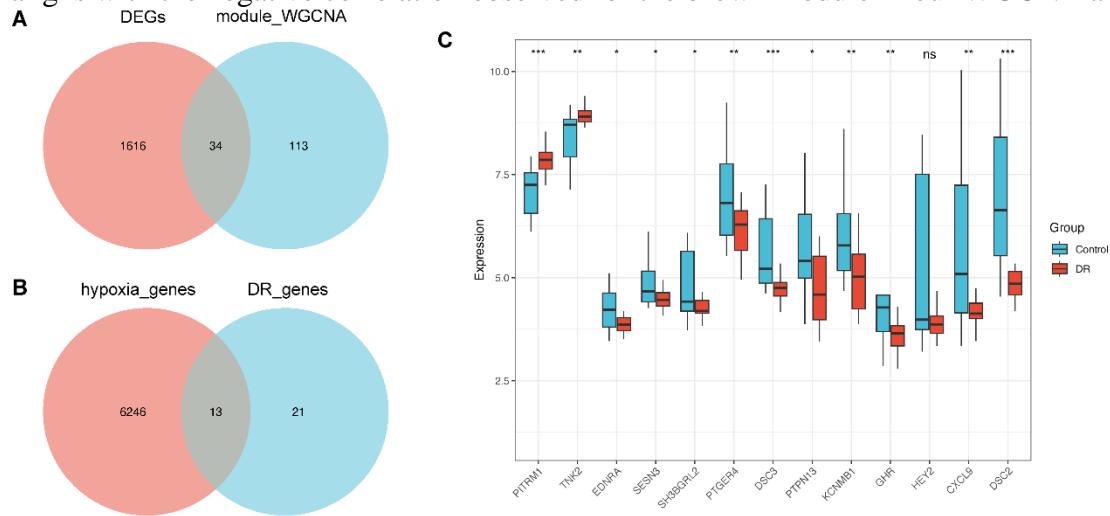 A
DEGs
module_WGCNA
1616
34
113
B
hypoxia_genes
DR_genes
6246
13
21
C
*** ** * * * ** *** * ** ** ns ** ***
10.0
7.5
5.0
2.5
Expression
PITRM1
TNK2
EDNRA
SESN3
SH3BGRL2
PTGER4
DSC3
PTPN13
KCNMB1
GHR
HEY2
CXCL9
DSC2
Group
Control
DR